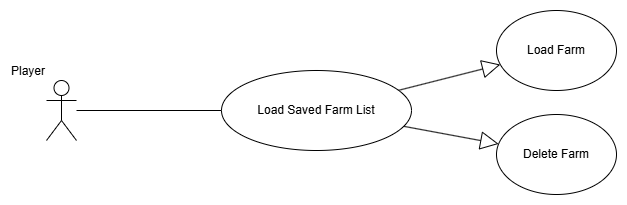 Load Farm
Player
Load Saved Farm List
Delete Farm